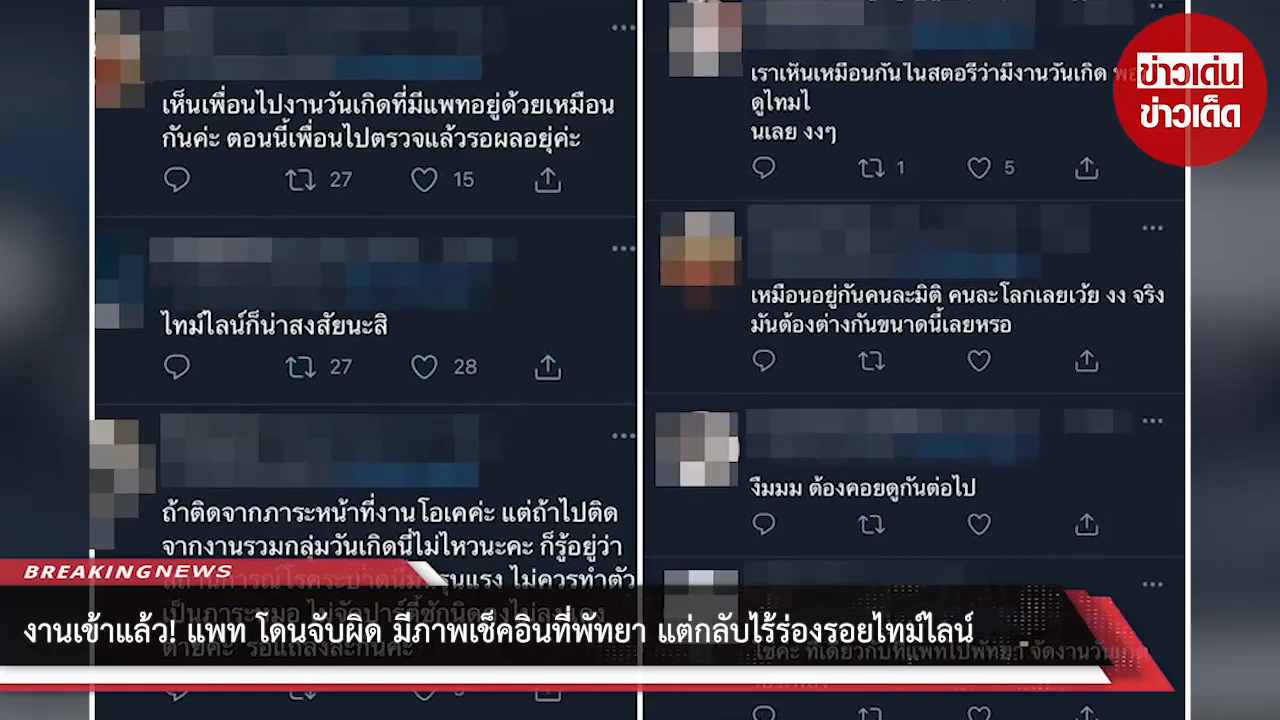 เห็นเพื่อนไปงานวันเกิดที่มีแพทอยู่ด้วยเหมือน
กันค่ะ ตอนนี้เพื่อนไปตรวจแล้วรอผลอยุ่ค่ะ
27 15
ไทม์ไลน์ก็น่าสงสัยนะสิ
27 28
ถ้าติดจากภาระหน้าที่งานโอเคค่ะ แต่ถ้าไปติด
จากงานรวมกลุ่มวันเกิดนี่ไม่ไหวนะคะ ก็รู้อยู่ว่า
ไม่ควรทำตัว
เราเห็นเหมือนกันในสตอรีว่ามีงานวันเกิด
ดูไทมไ
นเลย งงๆ
1 5
เหมือนอยู่กันคนละมิติ คนละโลกเลยเว้ย งง จริง
มันต้องต่างกันขนาดนี้เลยหรอ
งืมมม ต้องคอยดูกันต่อไป
ข่าวเด่น
ข่าวเด็ด
BREAKING NEWS
งานเข้าแล้ว! แพท โดนจับผิด มีภาพเช็คอินที่พัทยา แต่กลับไร้ร่องรอยไทม์ไลน์